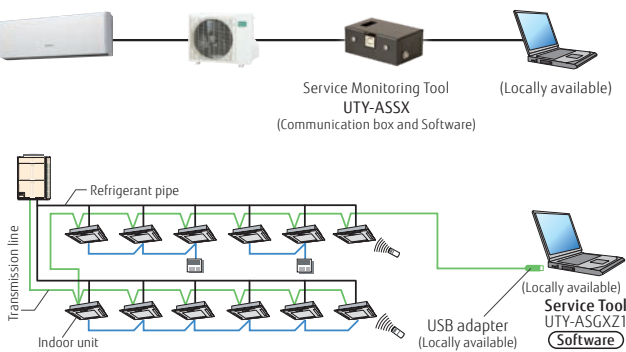 Service Monitoring Tool
UTY-ASSX
(Communication box and Software)
(Locally available)
Refrigerant pipe
Transmission line
Indoor unit
USB adapter
(Locally available)
(Locally available)
Service Tool
UTY-ASGXZ1
Software